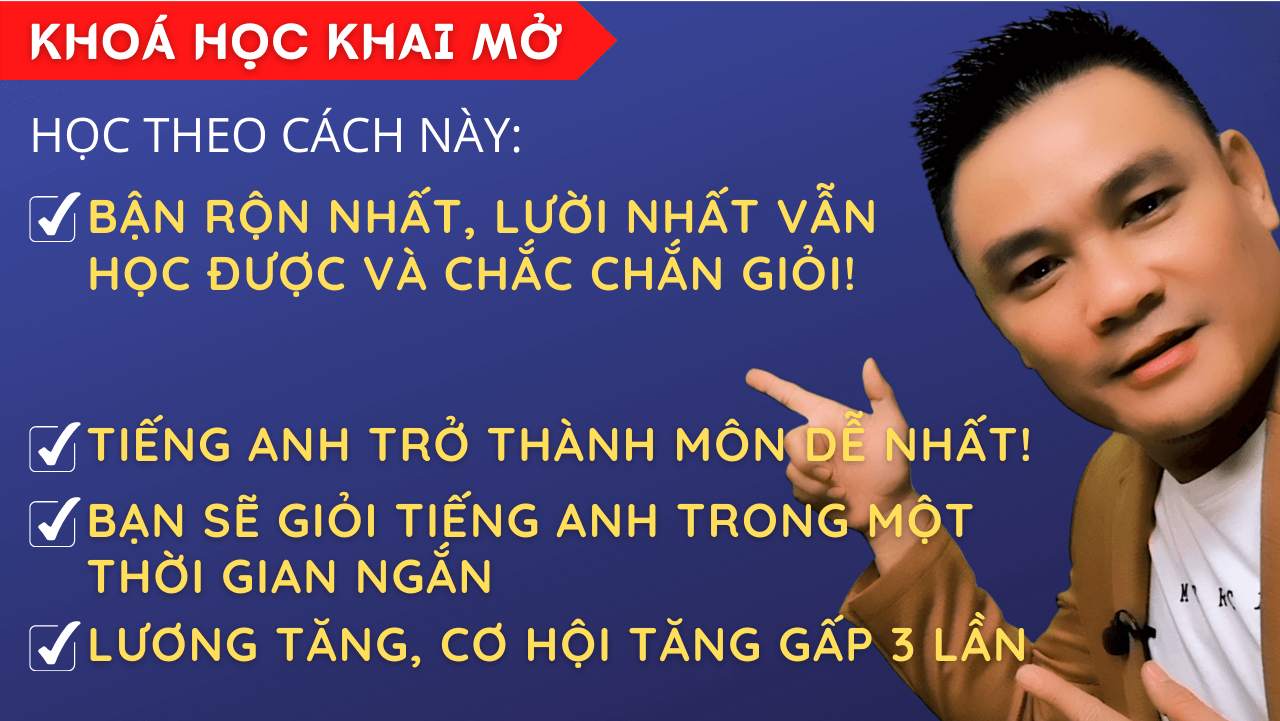 KHOÁ HỌC KHAI MỞ
HỌC THEO CÁCH NÀY:
BẬN RỘN NHẤT, LƯỜI NHẤT VẪN
HỌC ĐƯỢC VÀ CHẮC CHẮN GIỎI!
TIẾNG ANH TRỞ THÀNH MÔN DỄ NHẤT!
BẠN SẼ GIỎI TIẾNG ANH TRONG MỘT
THỜI GIAN NGẮN
LƯƠNG TĂNG, CƠ HỘI TĂNG GẤP 3 LẦN